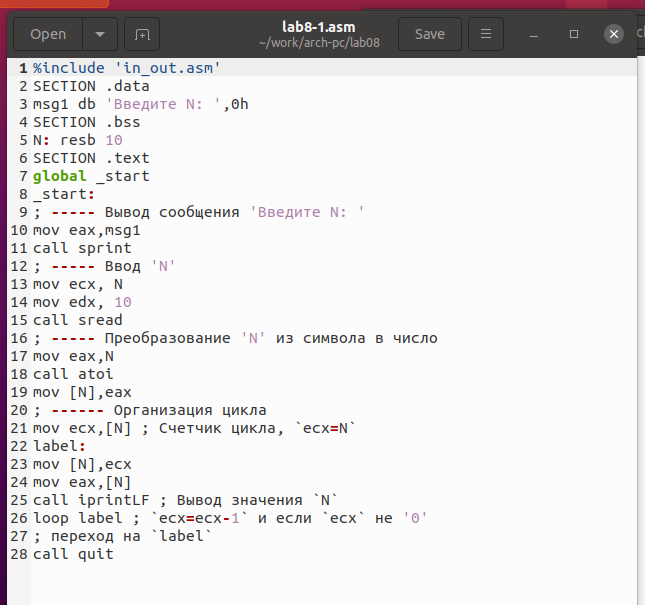 Open
lab8-1.asm
~/work/arch-pc/lab08
Save
1 %include 'in_out.asm'
2 SECTION .data
3 msg1 db 'Введите N: ',0h
4 SECTION .bss
5 N: resb 10
6 SECTION .text
7 global _start
8 _start:
9 ; ----- Вывод сообщения 'Введите N: '
10 mov eax,msg1
11 call sprint
12 ; ----- Ввод 'N'
13 mov ecx, N
14 mov edx, 10
15 call sread
16 ; ----- Преобразование 'N' из символа в число
17 mov eax,N
18 call atoi
19 mov [N],eax
20 ; ------ Организация цикла
21 mov ecx,[N] ; Счетчик цикла, `ecx=N`
22 label:
23 mov [N],ecx
24 mov eax,[N]
25 call iprintLF ; Вывод значения `N`
26 loop label ; `ecx=ecx-1` и если `ecx` не '0'
27 ; переход на `label`
28 call quit